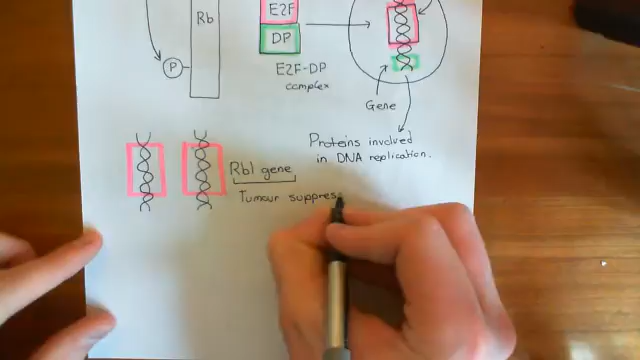 Rb
E2F
DP
P
E2F-DP
complex
Gene
Proteins involved
in DNA replication.
Rb1 gene
Tumour suppres